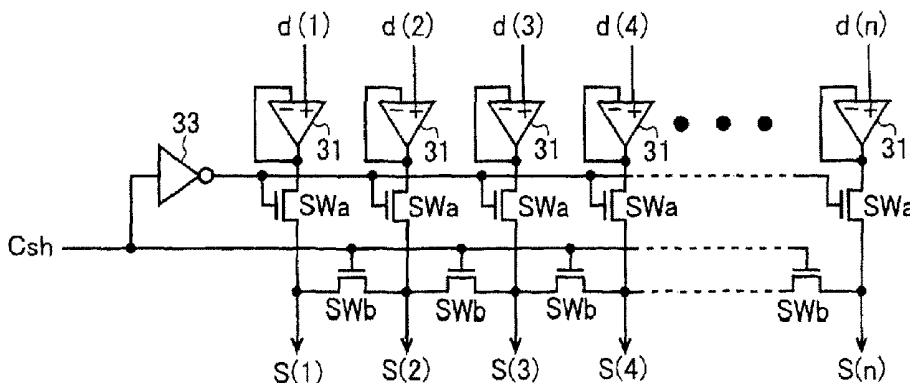 d(1) d(2) d(3) d(4) d(n)
33
31 31 31 31 31
SWa SWa SWa SWa SWa
Csh
SWb SWb SWb SWb
S(1) S(2) S(3) S(4) S(n)